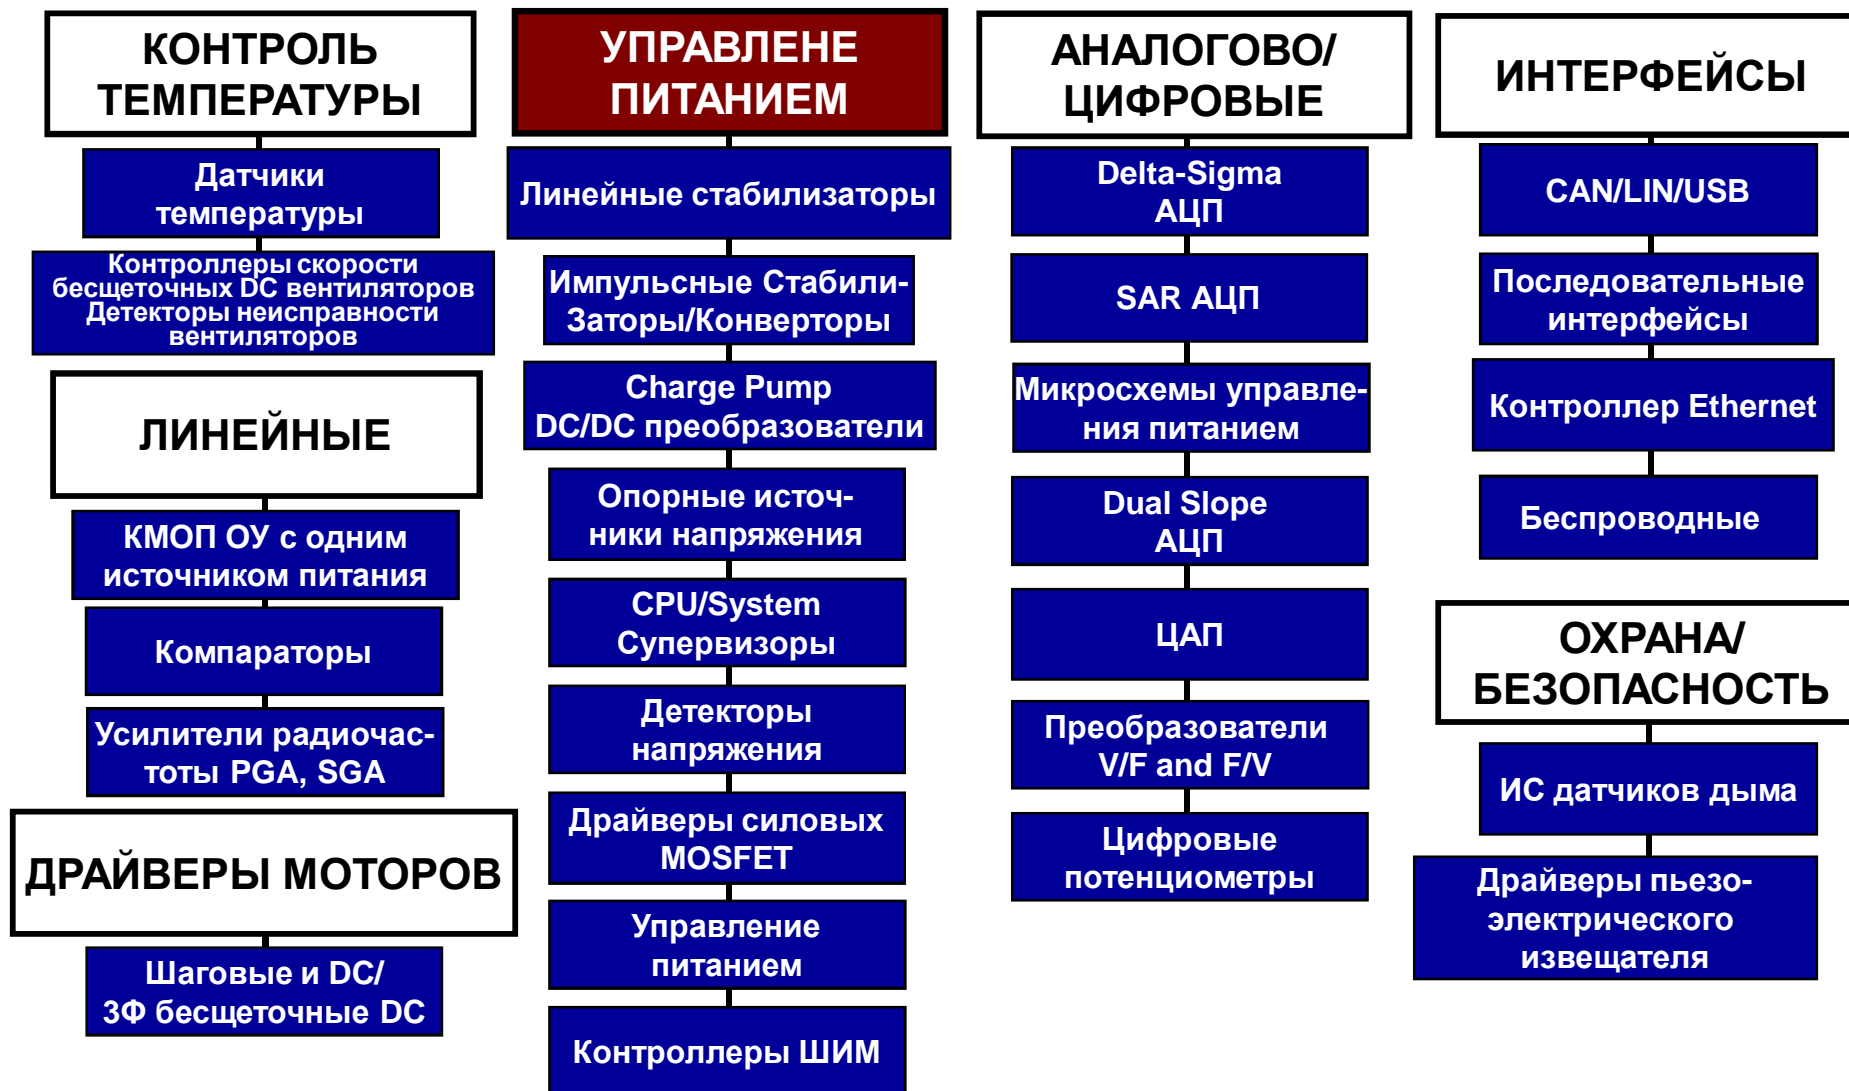 КОНТРОЛЬ
ТЕМПЕРАТУРЫ
Датчики
температуры
Контроллеры скорости
бесщеточных DC вентиляторов
Детекторы неисправности
вентиляторов
ЛИНЕЙНЫЕ
КМОП ОУ с одним
источником питания
Компараторы
Усилители радиочас-
тоты PGA, SGA
ДРАЙВЕРЫ МОТОРОВ
Шаговые и DC/
3Ф бесщеточные DC
УПРАВЛЕНЕ
ПИТАНИЕМ
Линейные стабилизаторы
Импульсные Стабили-
Заторы/Конверторы
Charge Pump
DC/DC преобразователи
Опорные источ-
ники напряжения
CPU/System
Супервизоры
Детекторы
напряжения
Драйверы силовых
MOSFET
Управление
питанием
Контроллеры ШИМ
АНАЛОГОВО/
ЦИФРОВЫЕ
Delta-Sigma
АЦП
SAR АЦП
Микросхемы управле-
ния питанием
Dual Slope
АЦП
ЦАП
Преобразователи
V/F and F/V
Цифровые
потенциометры
ИНТЕРФЕЙСЫ
CAN/LIN/USB
Последовательные
интерфейсы
Контроллер Ethernet
Беспроводные
ОХРАНА/
БЕЗОПАСНОСТЬ
ИС датчиков дыма
Драйверы пьезо-
электрического
извещателя